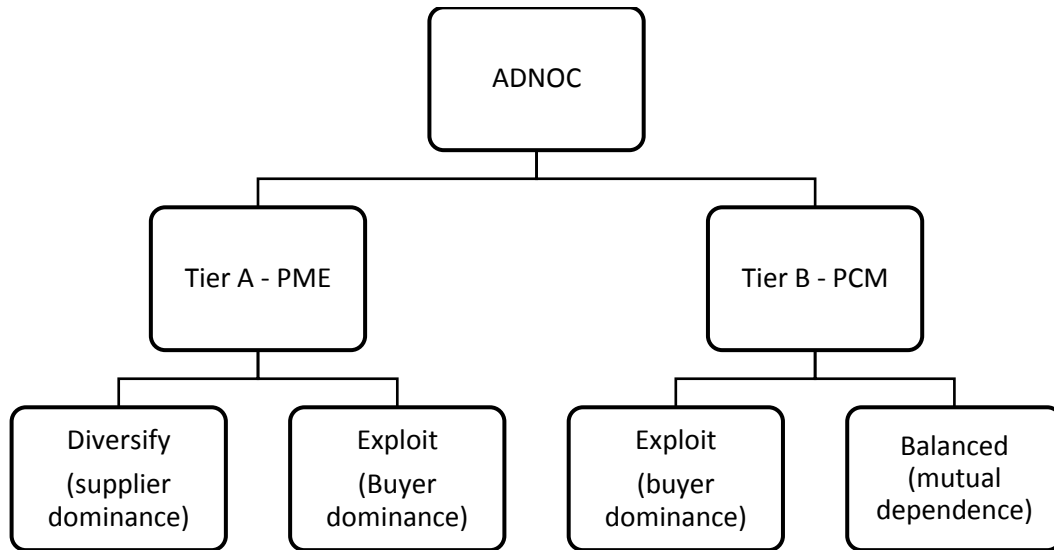 ADNOC
Tier A - PME
Tier B - PCM
Diversify
(supplier
dominance)
Exploit
(Buyer
dominance)
Exploit
(buyer
dominance)
Balanced
(mutual
dependence)